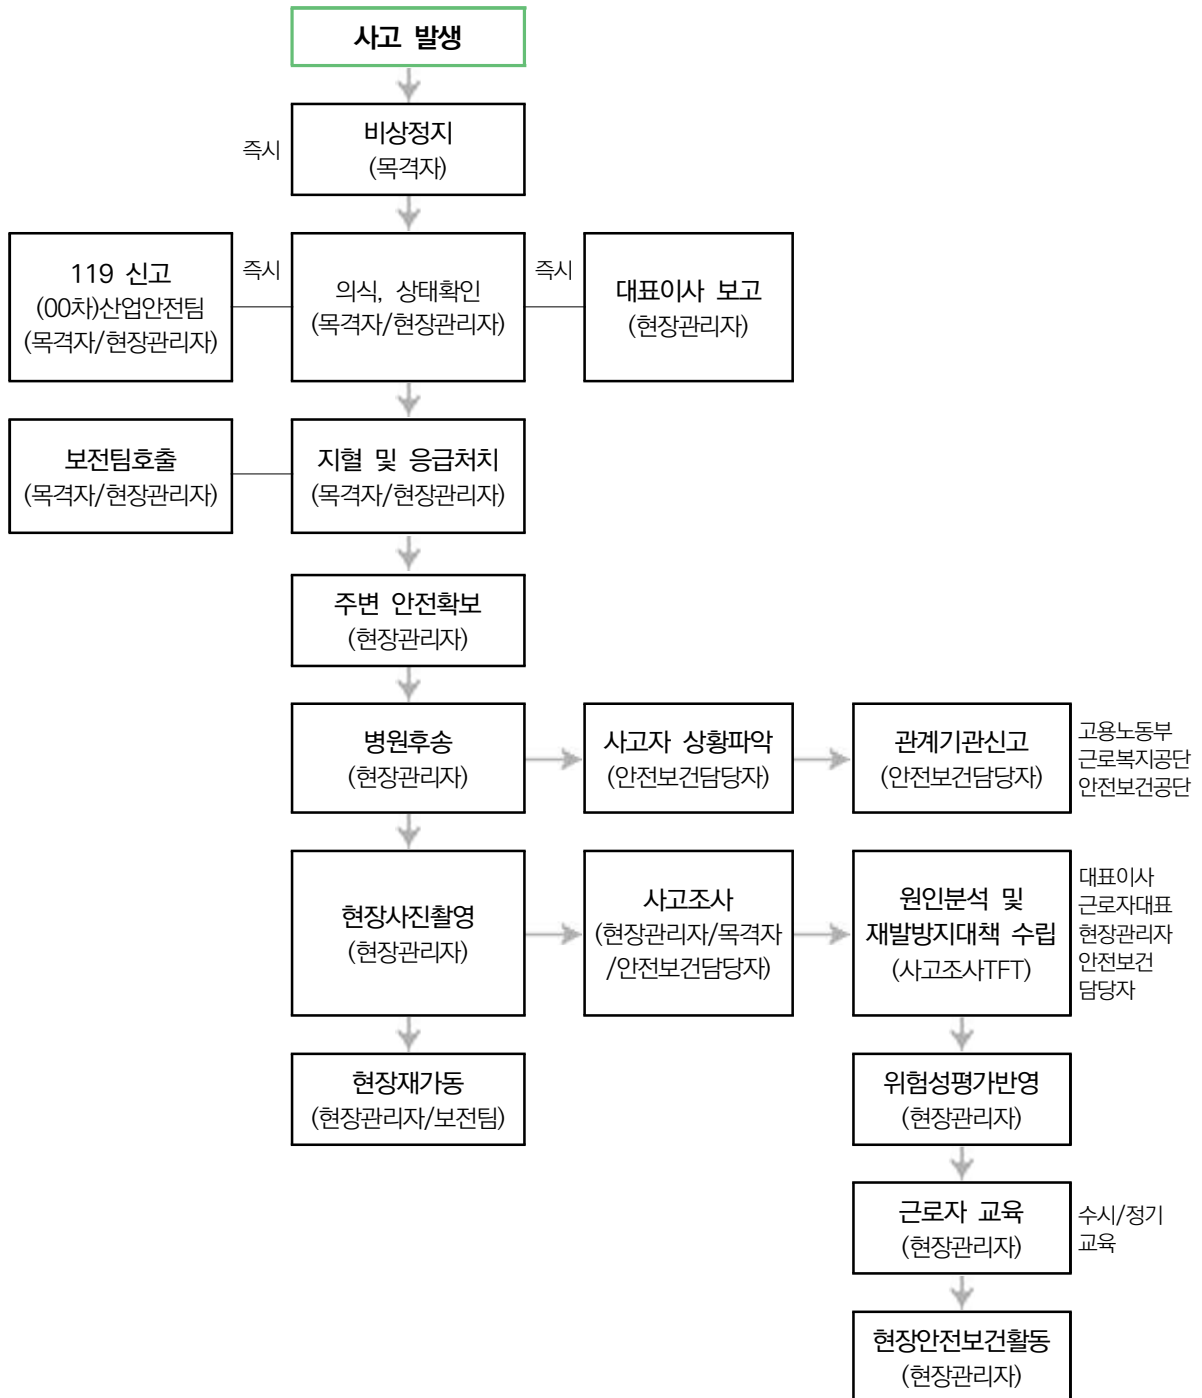 사고 발생
즉시
비상정지
(목격자)
119 신고
(00차)산업안전팀
(목격자/현장관리자)
즉시
의식, 상태확인
(목격자/현장관리자)
즉시
대표이사 보고
(현장관리자)
보전팀호출
(목격자/현장관리자)
지혈 및 응급처치
(목격자/현장관리자)
주변 안전확보
(현장관리자)
병원후송
(현장관리자)
사고자 상황파악
(안전보건담당자)
관계기관신고
(안전보건담당자)
고용노동부
근로복지공단
안전보건공단
현장사진촬영
(현장관리자)
사고조사
(현장관리자/목격자
/안전보건담당자)
원인분석 및
재발방지대책 수립
(사고조사TFT)
대표이사
근로자대표
현장관리자
안전보건
담당자
현장재가동
(현장관리자/보전팀)
위험성평가반영
(현장관리자)
근로자 교육
(현장관리자)
수시/정기
교육
현장안전보건활동
(현장관리자)